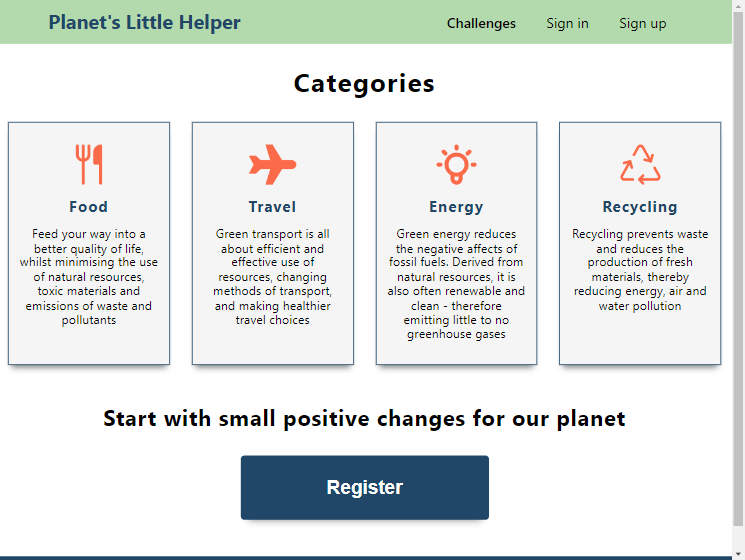 Planet's Little Helper
Challenges
Sign in
Sign up
Categories
Food
Feed your way into a
better quality of life,
whilst minimising the use
of natural resources,
toxic materials and
emissions of waste and
pollutants
Travel
Green transport is all
about efficient and
effective use of
resources, changing
methods of transport,
and making healthier
travel choices
Energy
Green energy reduces
the negative affects of
fossil fuels. Derived from
natural resources, it is
also often renewable and
clean - therefore
emitting little to no
greenhouse gases
Recycling
Recycling prevents waste
and reduces the
production of fresh
materials, thereby
reducing energy, air and
water pollution
Start with small positive changes for our planet
Register